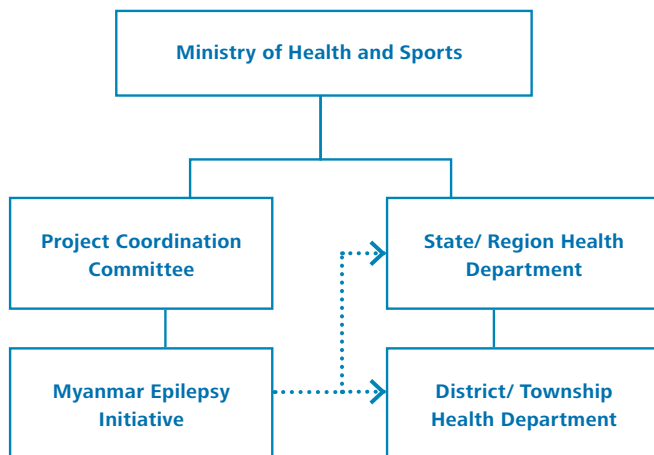 Ministry of Health and Sports
Project Coordination
Committee
State/ Region Health
Department
Myanmar Epilepsy
Initiative
District/ Township
Health Department